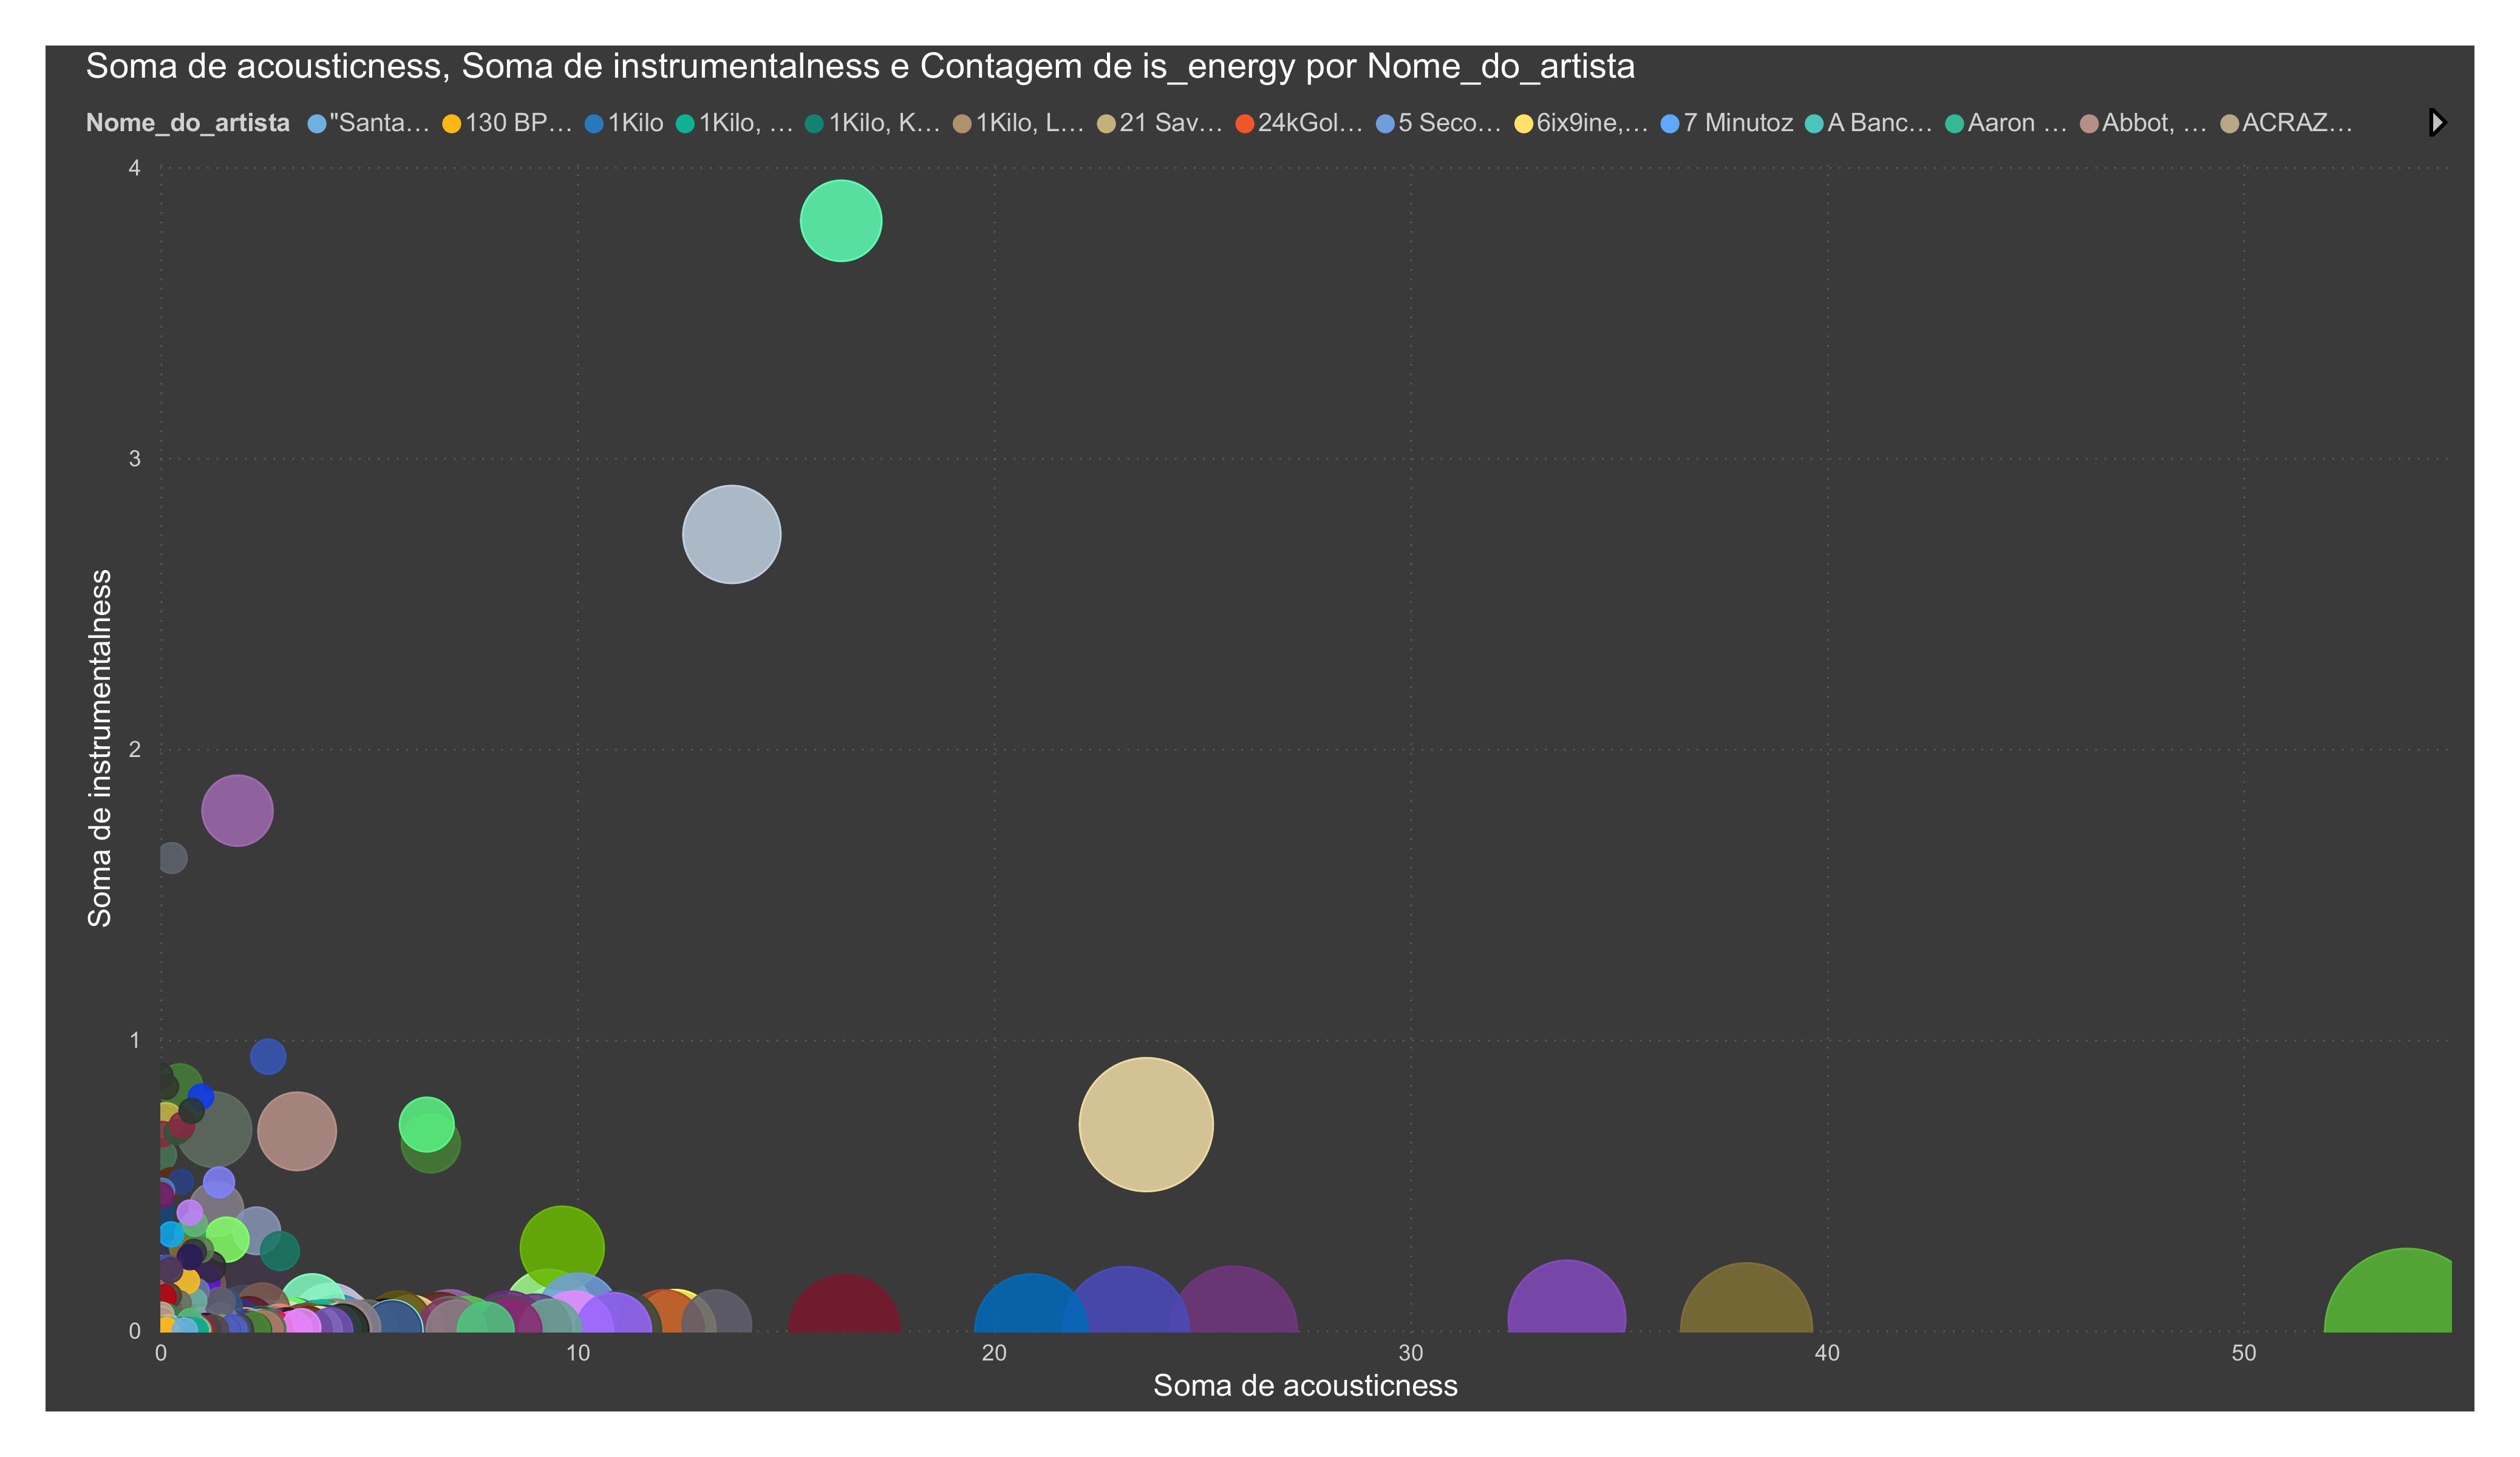 Soma de acousticness, Soma de instrumentalness e Contagem de is_energy por Nome_do_artista
Nome_do_artista "Santa… 130 BP… 1Kilo 1Kilo, … 1Kilo, K… 1Kilo, L… 21 Sav… 24kGol… 5 Seco… 6ix9ine,… 7 Minutoz A Banc… Aaron … Abbot, … ACRAZ…
4
3
2
1
0
Soma de instrumentalness
0 10 20 30 40 50
Soma de acousticness